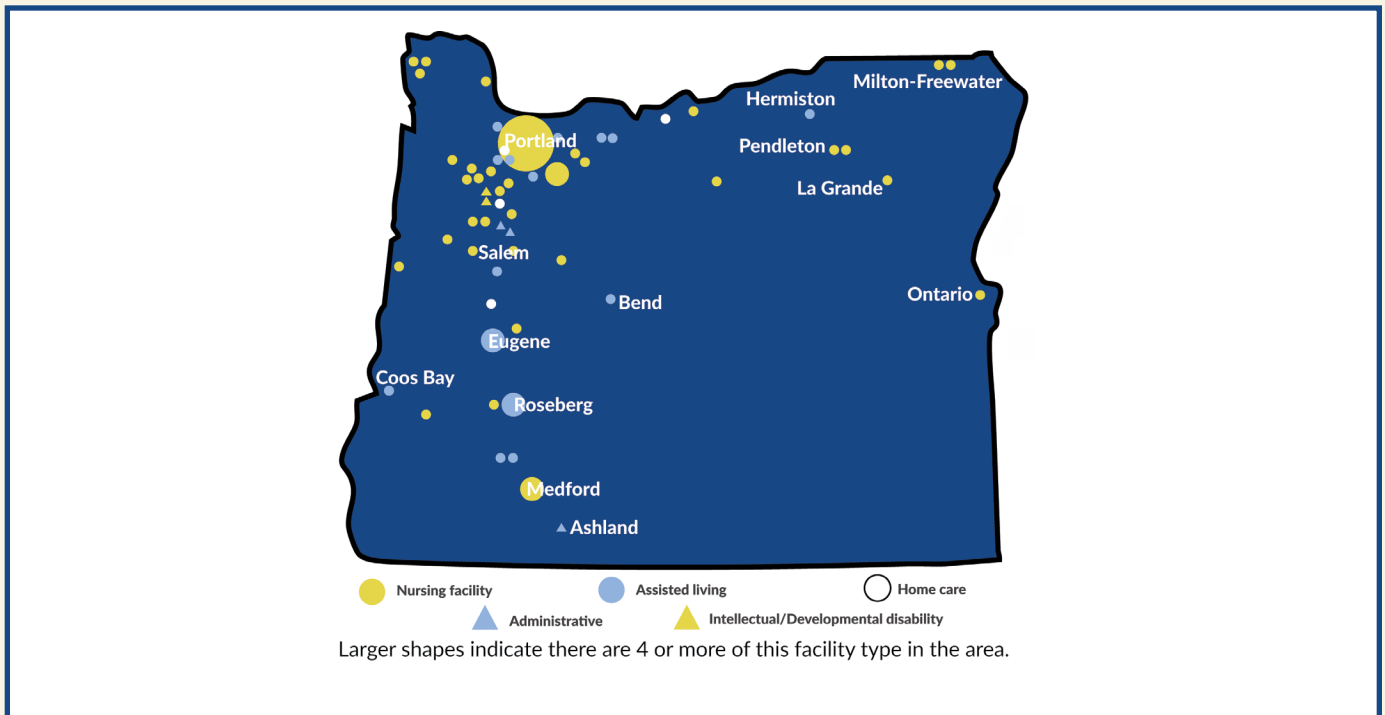 Milton-Freewater
Hermiston
Portland
Pendleton
La Grande
Salem
Ontario
Bend
Eugene
Coos Bay
Roseberg
Medford
Ashland
Nursing facility
Assisted living
Home care
Administrative
Intellectual/Developmental disability
Larger shapes indicate there are 4 or more of this facility type in the area.